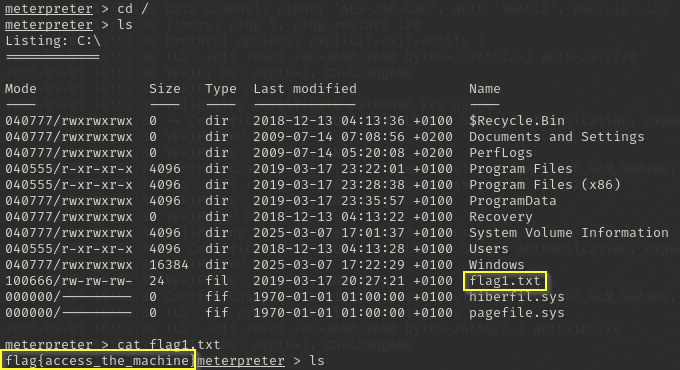 meterpreter > cd /
meterpreter > ls
Listing: C:\
============
Mode Size Type Last modified Name
---- ---- ---- ------------- ----
040777/rwxrwxrwx 0 dir 2018-12-13 04:13:36 +0100 $Recycle.Bin
040777/rwxrwxrwx 0 dir 2009-07-14 07:08:56 +0200 Documents and Settings
040777/rwxrwxrwx 0 dir 2009-07-14 05:20:08 +0200 PerfLogs
040555/r-xr-xr-x 4096 dir 2019-03-17 23:22:01 +0100 Program Files
040555/r-xr-xr-x 4096 dir 2019-03-17 23:28:38 +0100 Program Files (x86)
040777/rwxrwxrwx 4096 dir 2019-03-17 23:35:57 +0100 ProgramData
040777/rwxrwxrwx 0 dir 2018-12-13 04:13:22 +0100 Recovery
040777/rwxrwxrwx 4096 dir 2025-03-07 17:01:37 +0100 System Volume Information
040555/r-xr-xr-x 4096 dir 2018-12-13 04:13:28 +0100 Users
040777/rwxrwxrwx 16384 dir 2025-03-07 17:22:29 +0100 Windows
100666/rw-rw-rw- 24 fil 2019-03-17 20:27:21 +0100 flag1.txt
000000/--------- 0 fif 1970-01-01 01:00:00 +0100 hiberfil.sys
000000/--------- 0 fif 1970-01-01 01:00:00 +0100 pagefile.sys
meterpreter > cat flag1.txt
flag{access_the_machine}meterpreter > ls